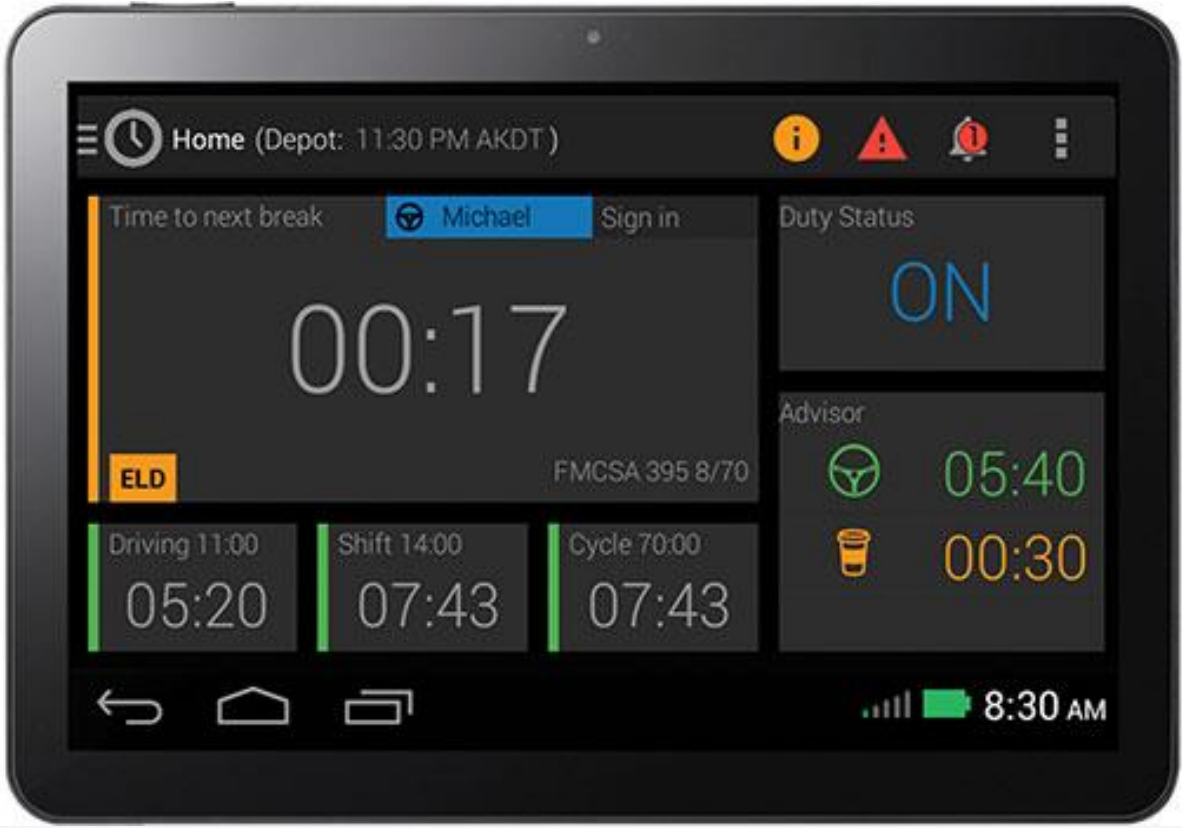 Home (Depot: 11:30 PM AKDT)
i
!
1
Time to next break
Michael
Sign in
00:17
ELD
FMCSA 395 8/70
Driving 11:00
05:20
Shift 14:00
07:43
Cycle 70:00
07:43
Duty Status
ON
Advisor
05:40
00:30
8:30 AM